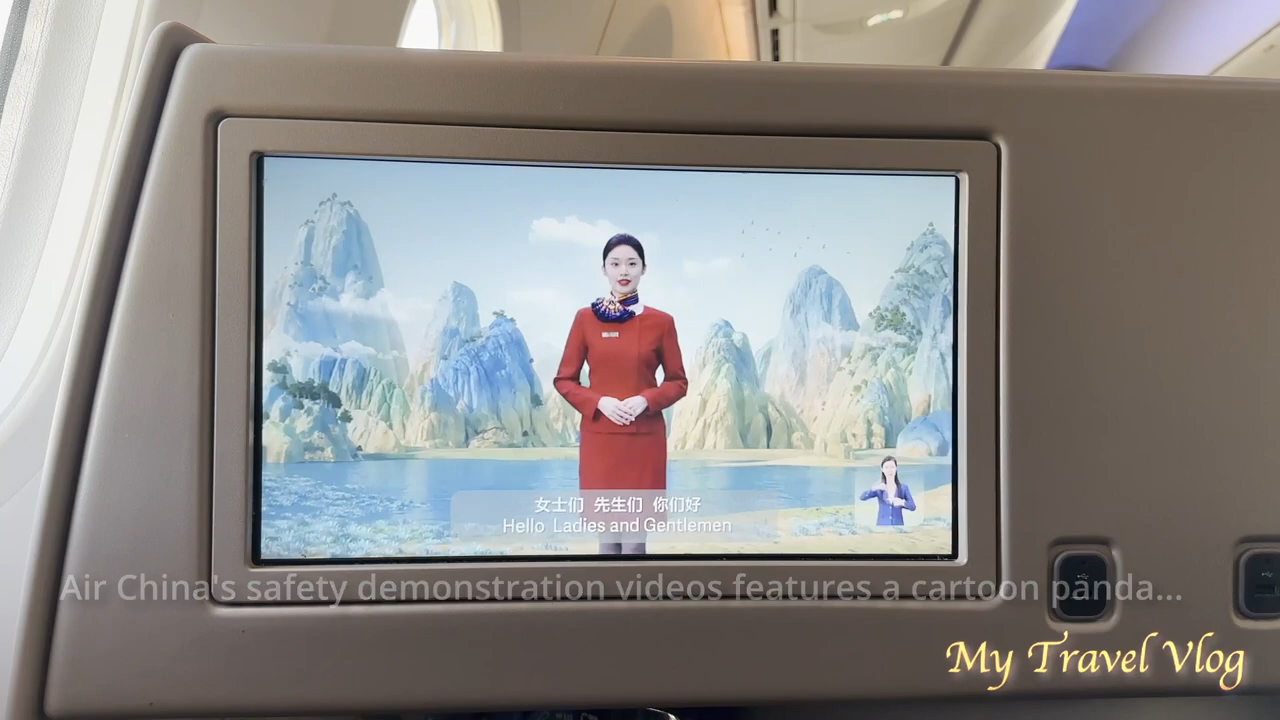 女士们 先生们 你们好
Hello Ladies and Gentlemen
Air China's safety demonstration videos features a cartoon panda...
My Travel Vlog